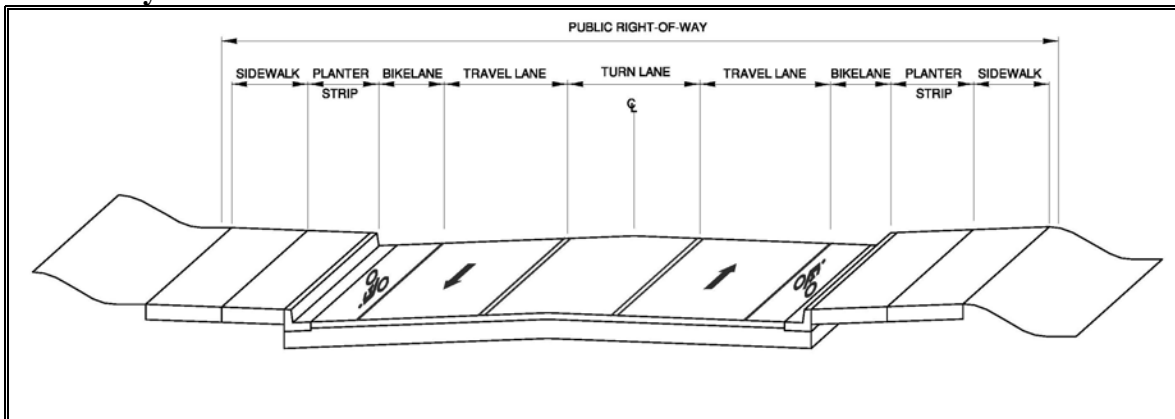 PUBLIC RIGHT-OF-WAY
SIDEWALK PLANTER STRIP BIKELANE TRAVEL LANE TURN LANE TRAVEL LANE BIKELANE PLANTER STRIP SIDEWALK
℄